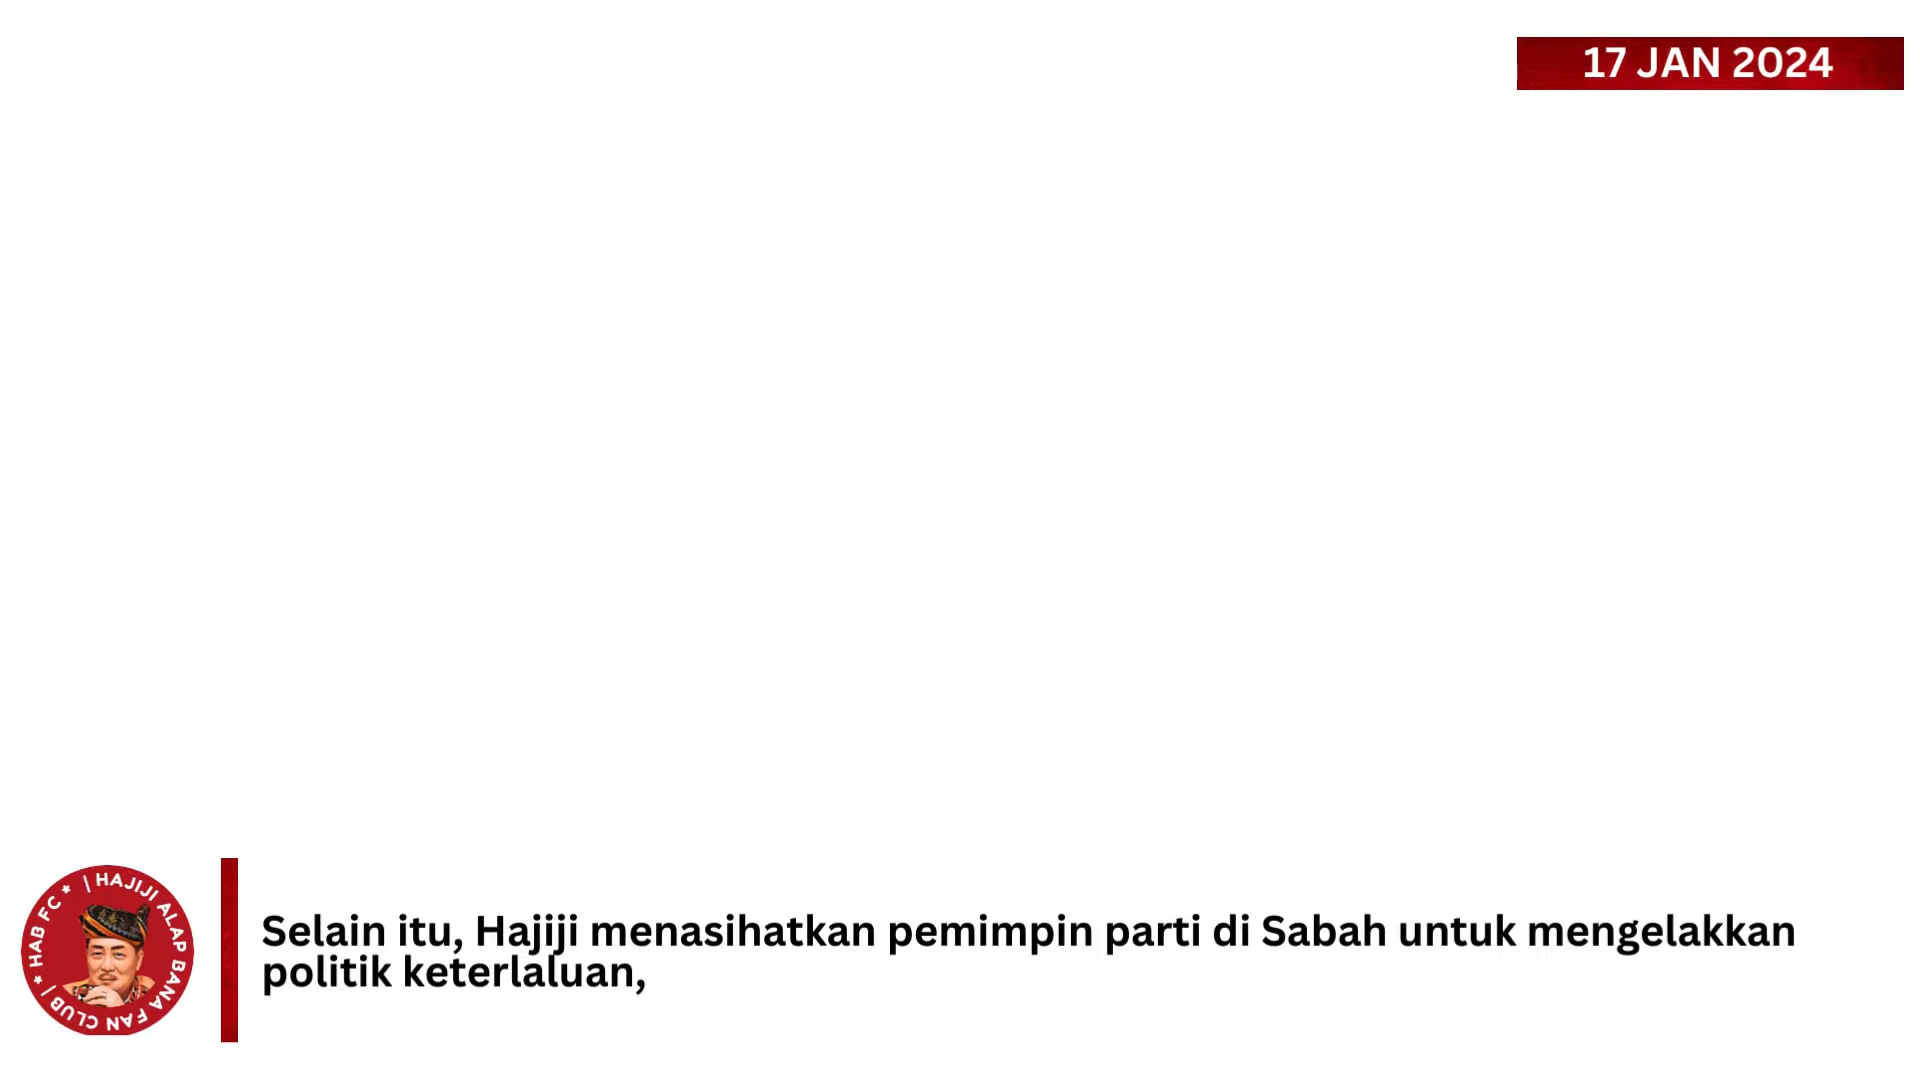 17 JAN 2024
| HAJIJI ALAP BANA FAN CLUB | * HAB FC *
Selain itu, Hajiji menasihatkan pemimpin parti di Sabah untuk mengelakkan
politik keterlaluan,